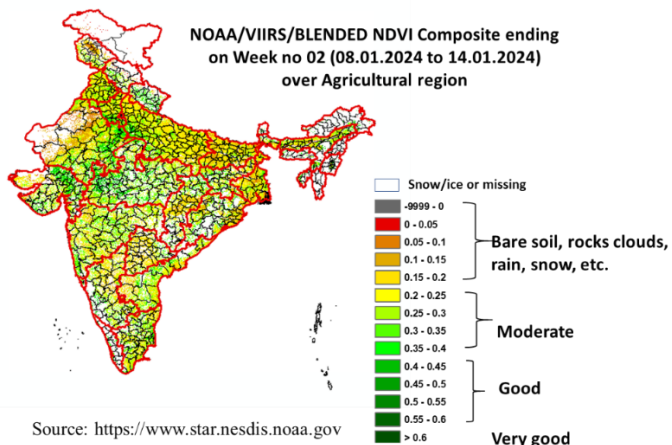 NOAA/VIIRS/BLENDED NDVI Composite ending
on Week no 02 (08.01.2024 to 14.01.2024)
over Agricultural region
Snow/ice or missing
-9999 - 0
0 - 0.05
0.05 - 0.1
0.1 - 0.15
0.15 - 0.2
0.2 - 0.25
0.25 - 0.3
0.3 - 0.35
0.35 - 0.4
0.4 - 0.45
0.45 - 0.5
0.5 - 0.55
0.55 - 0.6
> 0.6
Bare soil, rocks clouds,
rain, snow, etc.
Moderate
Good
Very good
Source: https://www.star.nesdis.noaa.gov